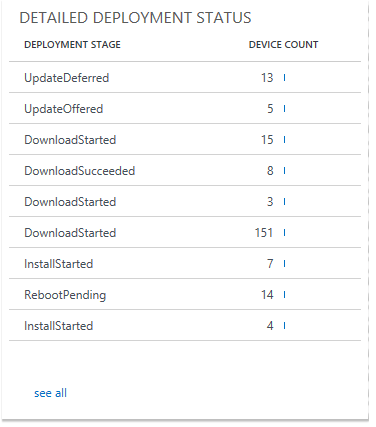 DETAILED DEPLOYMENT STATUS
DEPLOYMENT STAGE DEVICE COUNT
UpdateDeferred 13
UpdateOffered 5
DownloadStarted 15
DownloadSucceeded 8
DownloadStarted 3
DownloadStarted 151
InstallStarted 7
RebootPending 14
InstallStarted 4
see all